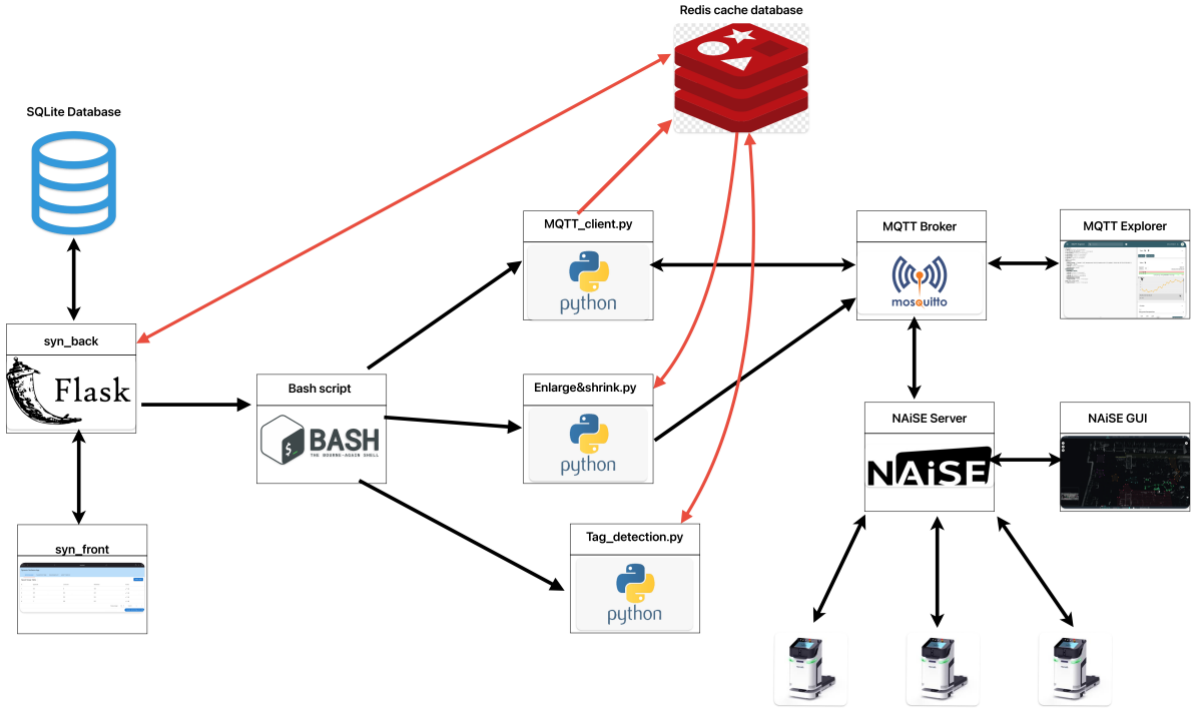 Redis cache database
SQLite Database
MQTT_client.py
python
MQTT Broker
mosquitto
MQTT Explorer
syn_back
Flask
Bash script
$_
BASH
THE BOURNE-AGAIN SHELL
Enlarge&shrink.py
python
NAiSE Server
NAiSE
NAiSE GUI
syn_front
Tag_detection.py
python